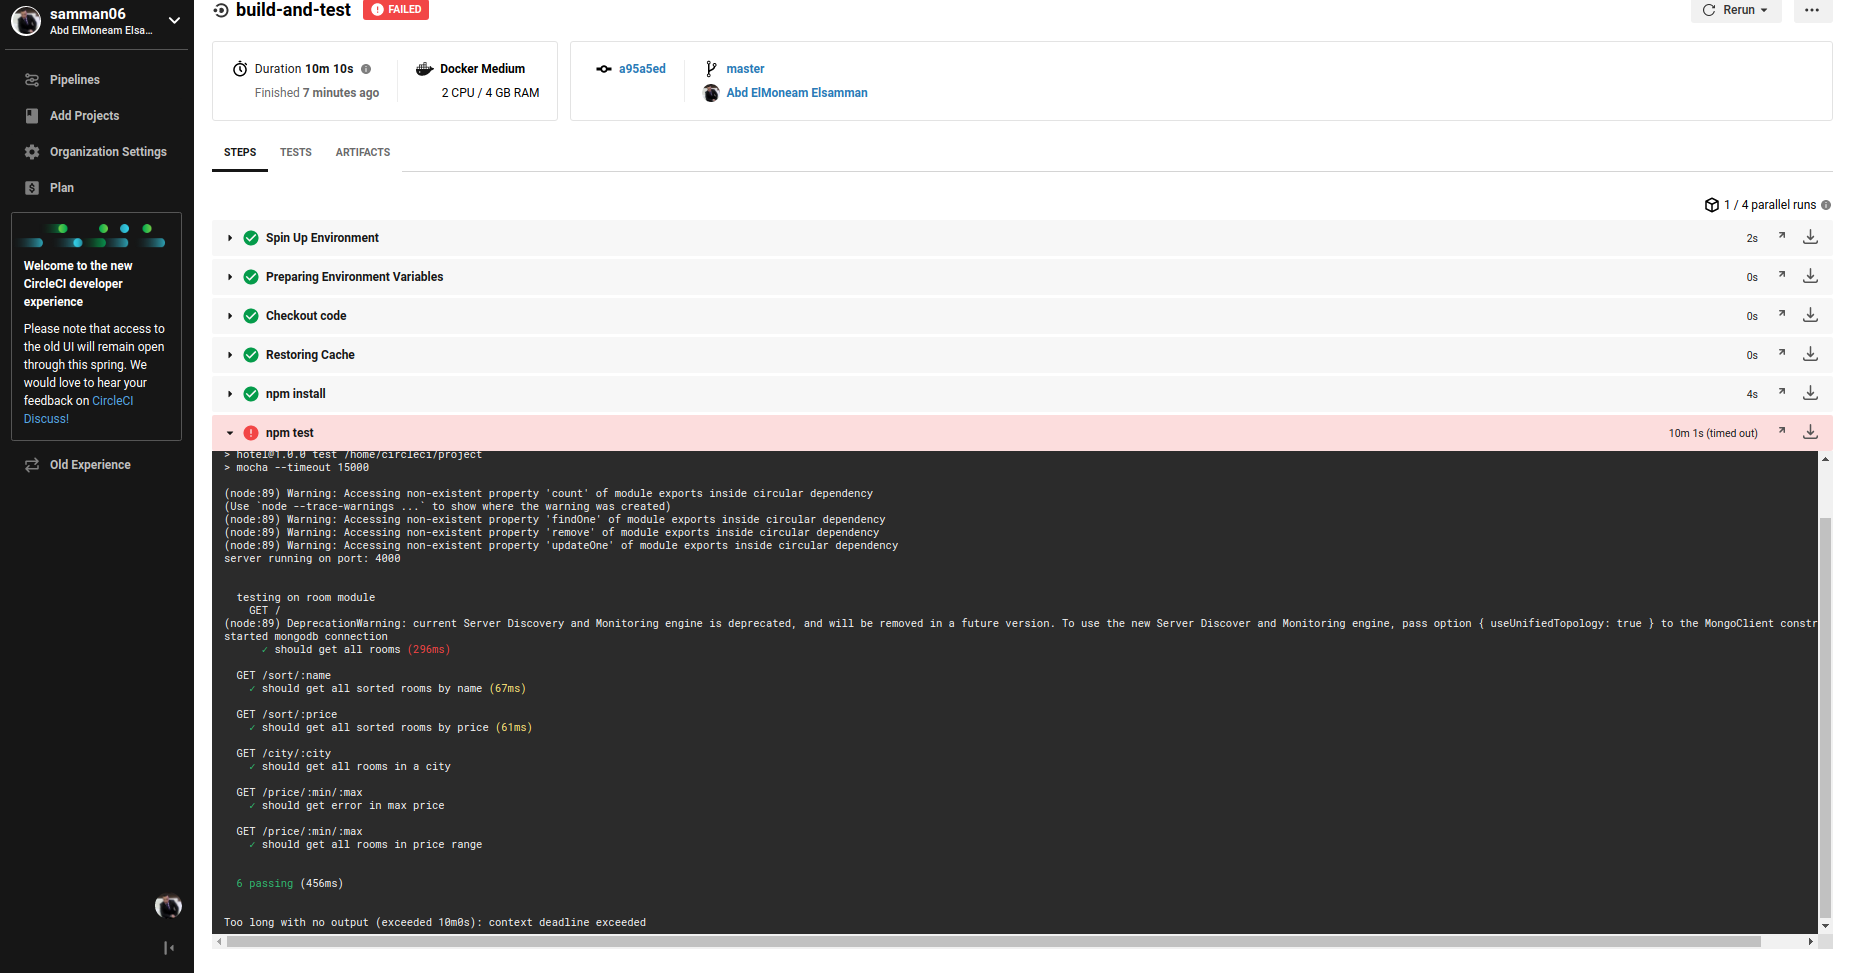 samman06
Abd ElMoneam Elsa...
Pipelines
Add Projects
Organization Settings
Plan
Welcome to the new
CircleCI developer
experience
Please note that access to
the old UI will remain open
through this spring. We
would love to hear your
feedback on CircleCI
Discuss!
Old Experience
build-and-test
FAILED
Rerun
Duration 10m 10s
Finished 7 minutes ago
Docker Medium
2 CPU / 4 GB RAM
a95a5ed
master
Abd ElMoneam Elsamman
STEPS
TESTS
ARTIFACTS
1 / 4 parallel runs
Spin Up Environment 2s
Preparing Environment Variables 0s
Checkout code 0s
Restoring Cache 0s
npm install 4s
npm test 10m 1s (timed out)
> hotel@1.0.0 test /home/circleci/project
> mocha --timeout 15000
(node:89) Warning: Accessing non-existent property 'count' of module exports inside circular dependency
(Use `node --trace-warnings ...` to show where the warning was created)
(node:89) Warning: Accessing non-existent property 'findOne' of module exports inside circular dependency
(node:89) Warning: Accessing non-existent property 'remove' of module exports inside circular dependency
(node:89) Warning: Accessing non-existent property 'updateOne' of module exports inside circular dependency
server running on port: 4000
testing on room module
GET /
(node:89) DeprecationWarning: current Server Discovery and Monitoring engine is deprecated, and will be removed in a future version. To use the new Server Discover and Monitoring engine, pass option { useUnifiedTopology: true } to the MongoClient constr
started mongodb connection
✓ should get all rooms (296ms)
GET /sort/:name
✓ should get all sorted rooms by name (67ms)
GET /sort/:price
✓ should get all sorted rooms by price (61ms)
GET /city/:city
✓ should get all rooms in a city
GET /price/:min/:max
✓ should get error in max price
GET /price/:min/:max
✓ should get all rooms in price range
6 passing (456ms)
Too long with no output (exceeded 10m0s): context deadline exceeded